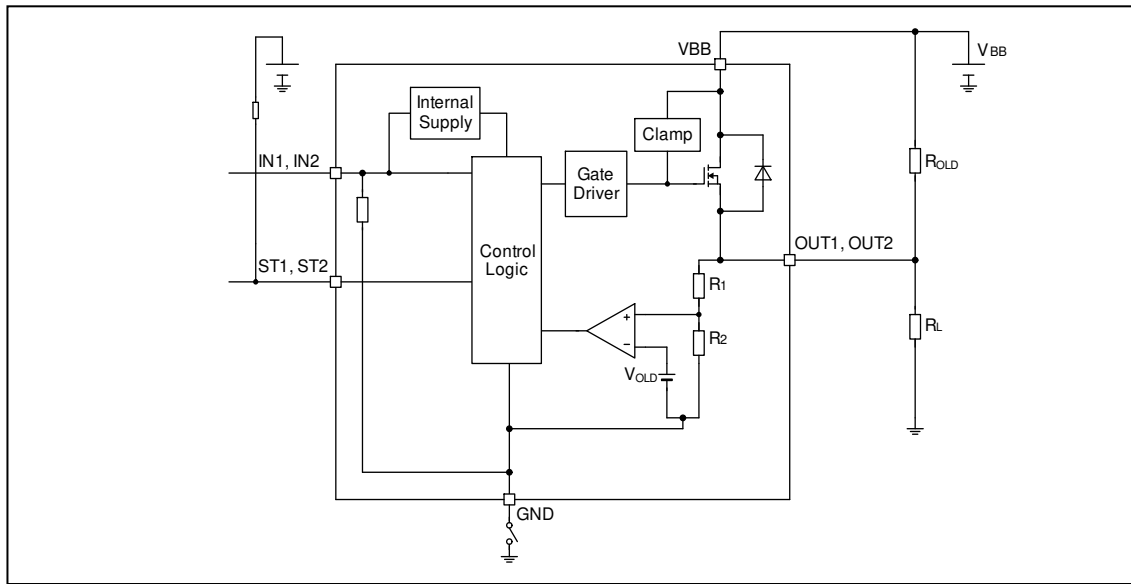 VBB
VBB
Internal
Supply
Clamp
IN1, IN2
Gate
Driver
ROLD
OUT1, OUT2
Control
Logic
ST1, ST2
R1
+
R2
RL
−
VOLD
GND